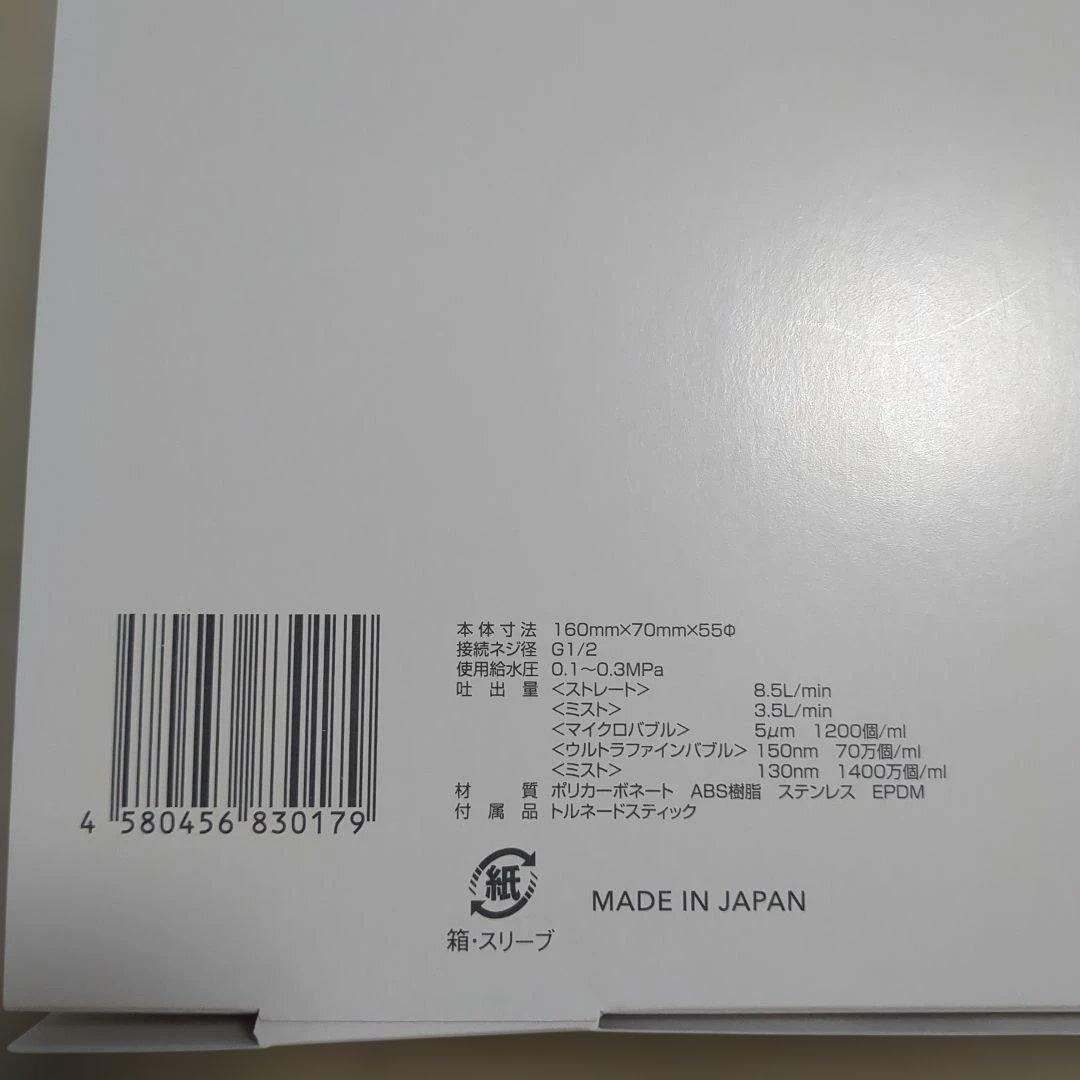 本体寸法 160mm×70mm×55Φ
接続ネジ径 G1/2
使用給水圧 0.1〜0.3MPa
吐出量 <ストレート> 8.5L/min
<ミスト> 3.5L/min
<マイクロバブル> 5μm 1200個/ml
<ウルトラファインバブル> 150nm 70万個/ml
<ミスト> 130nm 1400万個/ml
材質 ポリカーボネート ABS樹脂 ステンレス EPDM
付属品 トルネードスティック
4 580456 830179
紙
箱・スリーブ
MADE IN JAPAN